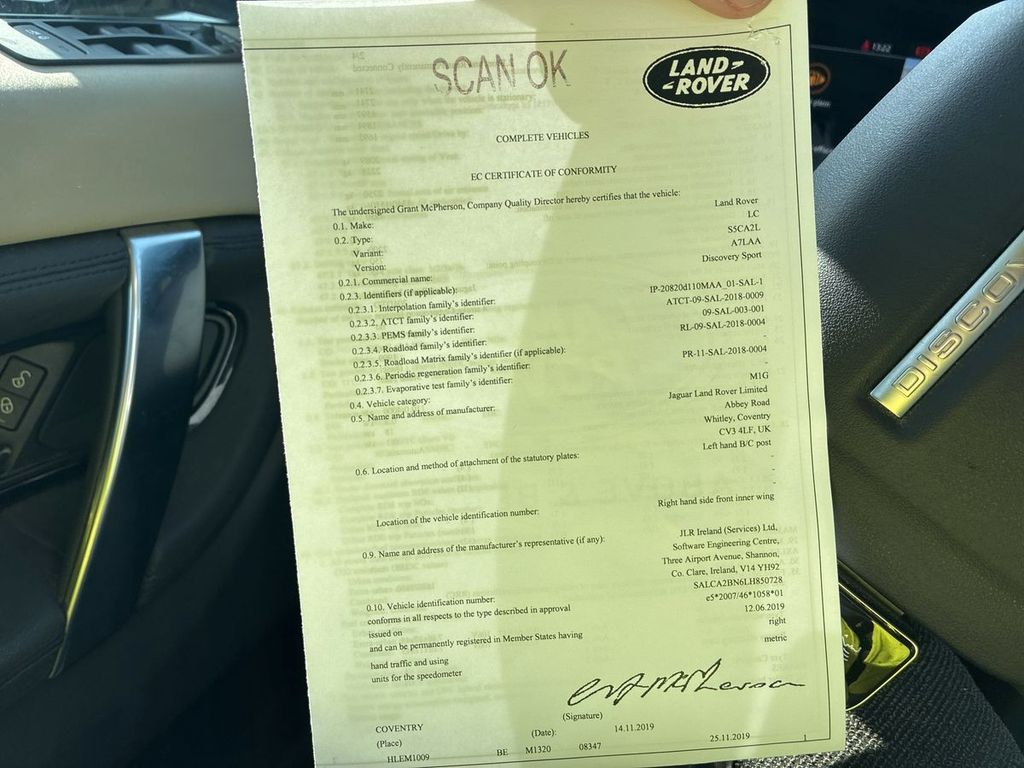 SCAN OK
LAND-
-ROVER
13:22
COMPLETE VEHICLES
EC CERTIFICATE OF CONFORMITY
The undersigned Grant McPherson, Company Quality Director hereby certifies that the vehicle:
0.1. Make: Land Rover
0.2. Type: LC
Variant: S5CA2L
Version: A7LAA
0.2.1. Commercial name: Discovery Sport
0.2.3. Identifiers (if applicable):
0.2.3.1. Interpolation family's identifier: IP-20820d110MAA_01-SAL-1
0.2.3.2. ATCT family's identifier: ATCT-09-SAL-2018-0009
0.2.3.3. PEMS family's identifier: 09-SAL-003-001
0.2.3.4. Roadload family's identifier: RL-09-SAL-2018-0004
0.2.3.5. Roadload Matrix family's identifier (if applicable):
0.2.3.6. Periodic regeneration family's identifier: PR-11-SAL-2018-0004
0.2.3.7. Evaporative test family's identifier: -
0.4. Vehicle category: M1G
0.5. Name and address of manufacturer: Jaguar Land Rover Limited
Abbey Road
Whitley, Coventry
CV3 4LF, UK
0.6. Location and method of attachment of the statutory plates: Left hand B/C post
-
-
-
Location of the vehicle identification number: Right hand side front inner wing
0.9. Name and address of the manufacturer's representative (if any): JLR Ireland (Services) Ltd,
Software Engineering Centre,
Three Airport Avenue, Shannon,
Co. Clare, Ireland, V14 YH92
0.10. Vehicle identification number: SALCA2BN6LH850728
conforms in all respects to the type described in approval e5*2007/46*1058*01
issued on 12.06.2019
and can be permanently registered in Member States having right
hand traffic and using metric
units for the speedometer
(Signature)
COVENTRY (Date): 14.11.2019
(Place)
HLEM1009 BE M1320 08347 25.11.2019 1
DISCO